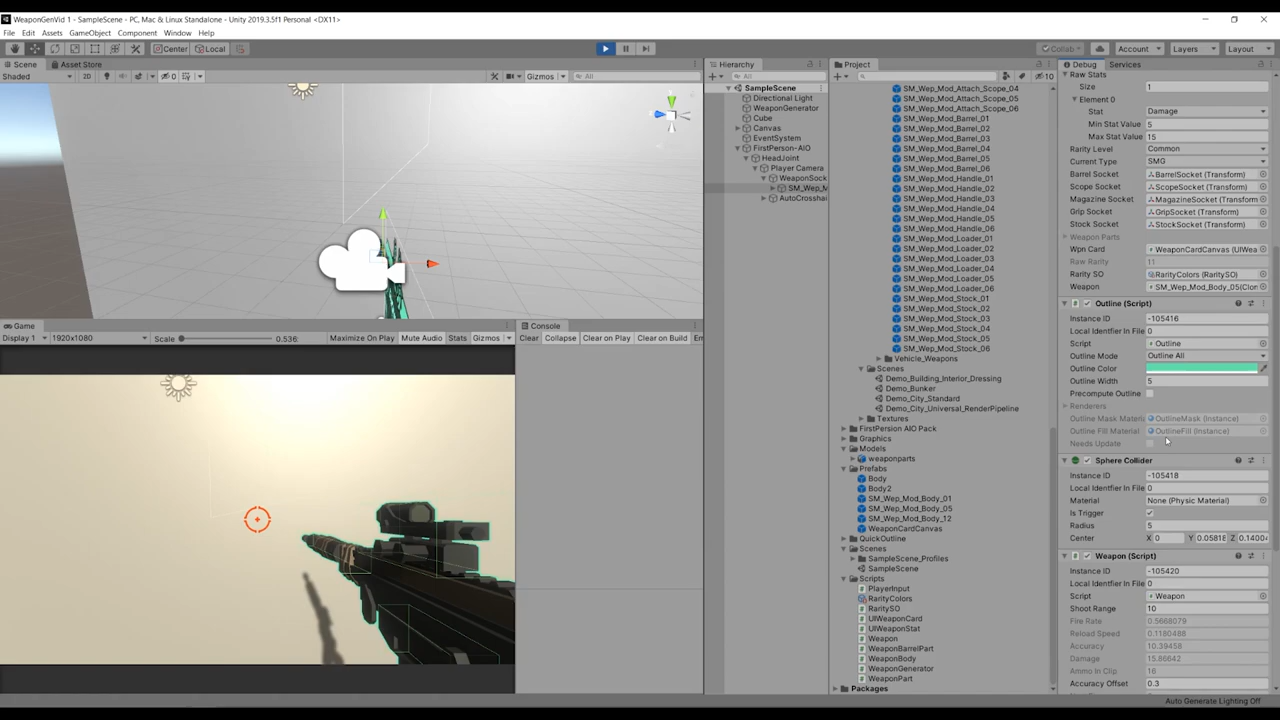 WeaponGenVid 1 - SampleScene - PC, Mac & Linux Standalone - Unity 2019.3.5f1 Personal <DX11>
File Edit Assets GameObject Component Window Help
Center Local Collab Account Layers Layout
Scene Asset Store
Shaded 2D 0 Gizmos All
Game
Display 1 1920x1080 Scale 0.536: Maximize On Play Mute Audio Stats Gizmos
Console
Clear Collapse Clear on Play Clear on Build
Hierarchy
All
SampleScene
Directional Light
WeaponGenerator
Cube
Canvas
EventSystem
FirstPerson-AIO
HeadJoint
Player Camera
WeaponSock
SM_Wep_M
AutoCrosshai
Project
10
SM_Wep_Mod_Attach_Scope_04
SM_Wep_Mod_Attach_Scope_05
SM_Wep_Mod_Attach_Scope_06
SM_Wep_Mod_Barrel_01
SM_Wep_Mod_Barrel_02
SM_Wep_Mod_Barrel_03
SM_Wep_Mod_Barrel_04
SM_Wep_Mod_Barrel_05
SM_Wep_Mod_Barrel_06
SM_Wep_Mod_Handle_01
SM_Wep_Mod_Handle_02
SM_Wep_Mod_Handle_03
SM_Wep_Mod_Handle_04
SM_Wep_Mod_Handle_05
SM_Wep_Mod_Handle_06
SM_Wep_Mod_Loader_01
SM_Wep_Mod_Loader_02
SM_Wep_Mod_Loader_03
SM_Wep_Mod_Loader_04
SM_Wep_Mod_Loader_05
SM_Wep_Mod_Loader_06
SM_Wep_Mod_Stock_01
SM_Wep_Mod_Stock_02
SM_Wep_Mod_Stock_03
SM_Wep_Mod_Stock_04
SM_Wep_Mod_Stock_05
SM_Wep_Mod_Stock_06
Vehicle_Weapons
Scenes
Demo_Building_Interior_Dressing
Demo_Bunker
Demo_City_Standard
Demo_City_Universal_RenderPipeline
Textures
FirstPersion AIO Pack
Graphics
Models
weaponparts
Prefabs
Body
Body2
SM_Wep_Mod_Body_01
SM_Wep_Mod_Body_05
SM_Wep_Mod_Body_12
WeaponCardCanvas
QuickOutline
Scenes
SampleScene_Profiles
SampleScene
Scripts
PlayerInput
RarityColors
RaritySO
UIWeaponCard
UIWeaponStat
Weapon
WeaponBarrelPart
WeaponBody
WeaponGenerator
WeaponPart
Packages
Debug Services
Raw Stats
Size 1
Element 0
Stat Damage
Min Stat Value 5
Max Stat Value 15
Rarity Level Common
Current Type SMG
Barrel Socket BarrelSocket (Transform)
Scope Socket ScopeSocket (Transform)
Magazine Socket MagazineSocket (Transform)
Grip Socket GripSocket (Transform)
Stock Socket StockSocket (Transform)
Weapon Parts
Wpn Card WeaponCardCanvas (UIWea
Raw Rarity 11
Rarity SO RarityColors (RaritySO)
Weapon SM_Wep_Mod_Body_05(Clon
Outline (Script)
Instance ID -105416
Local Identfier In File 0
Script Outline
Outline Mode Outline All
Outline Color
Outline Width 5
Precompute Outline
Renderers
Outline Mask Materia OutlineMask (Instance)
Outline Fill Material OutlineFill (Instance)
Needs Update
Sphere Collider
Instance ID -105418
Local Identfier In File 0
Material None (Physic Material)
Is Trigger
Radius 5
Center X 0 Y 0.05818 Z 0.14004
Weapon (Script)
Instance ID -105420
Local Identfier In File 0
Script Weapon
Shoot Range 10
Fire Rate 0.5668079
Reload Speed 0.1180488
Accuracy 10.39458
Damage 15.86642
Ammo In Clip 16
Accuracy Offset 0.3
Auto Generate Lighting Off